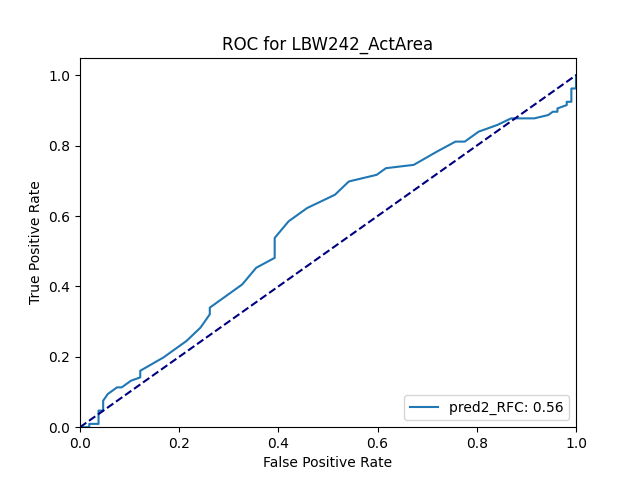 ROC for LBW242_ActArea
True Positive Rate
1.0
0.8
0.6
0.4
0.2
0.0
pred2_RFC: 0.56
0.0 0.2 0.4 0.6 0.8 1.0
False Positive Rate